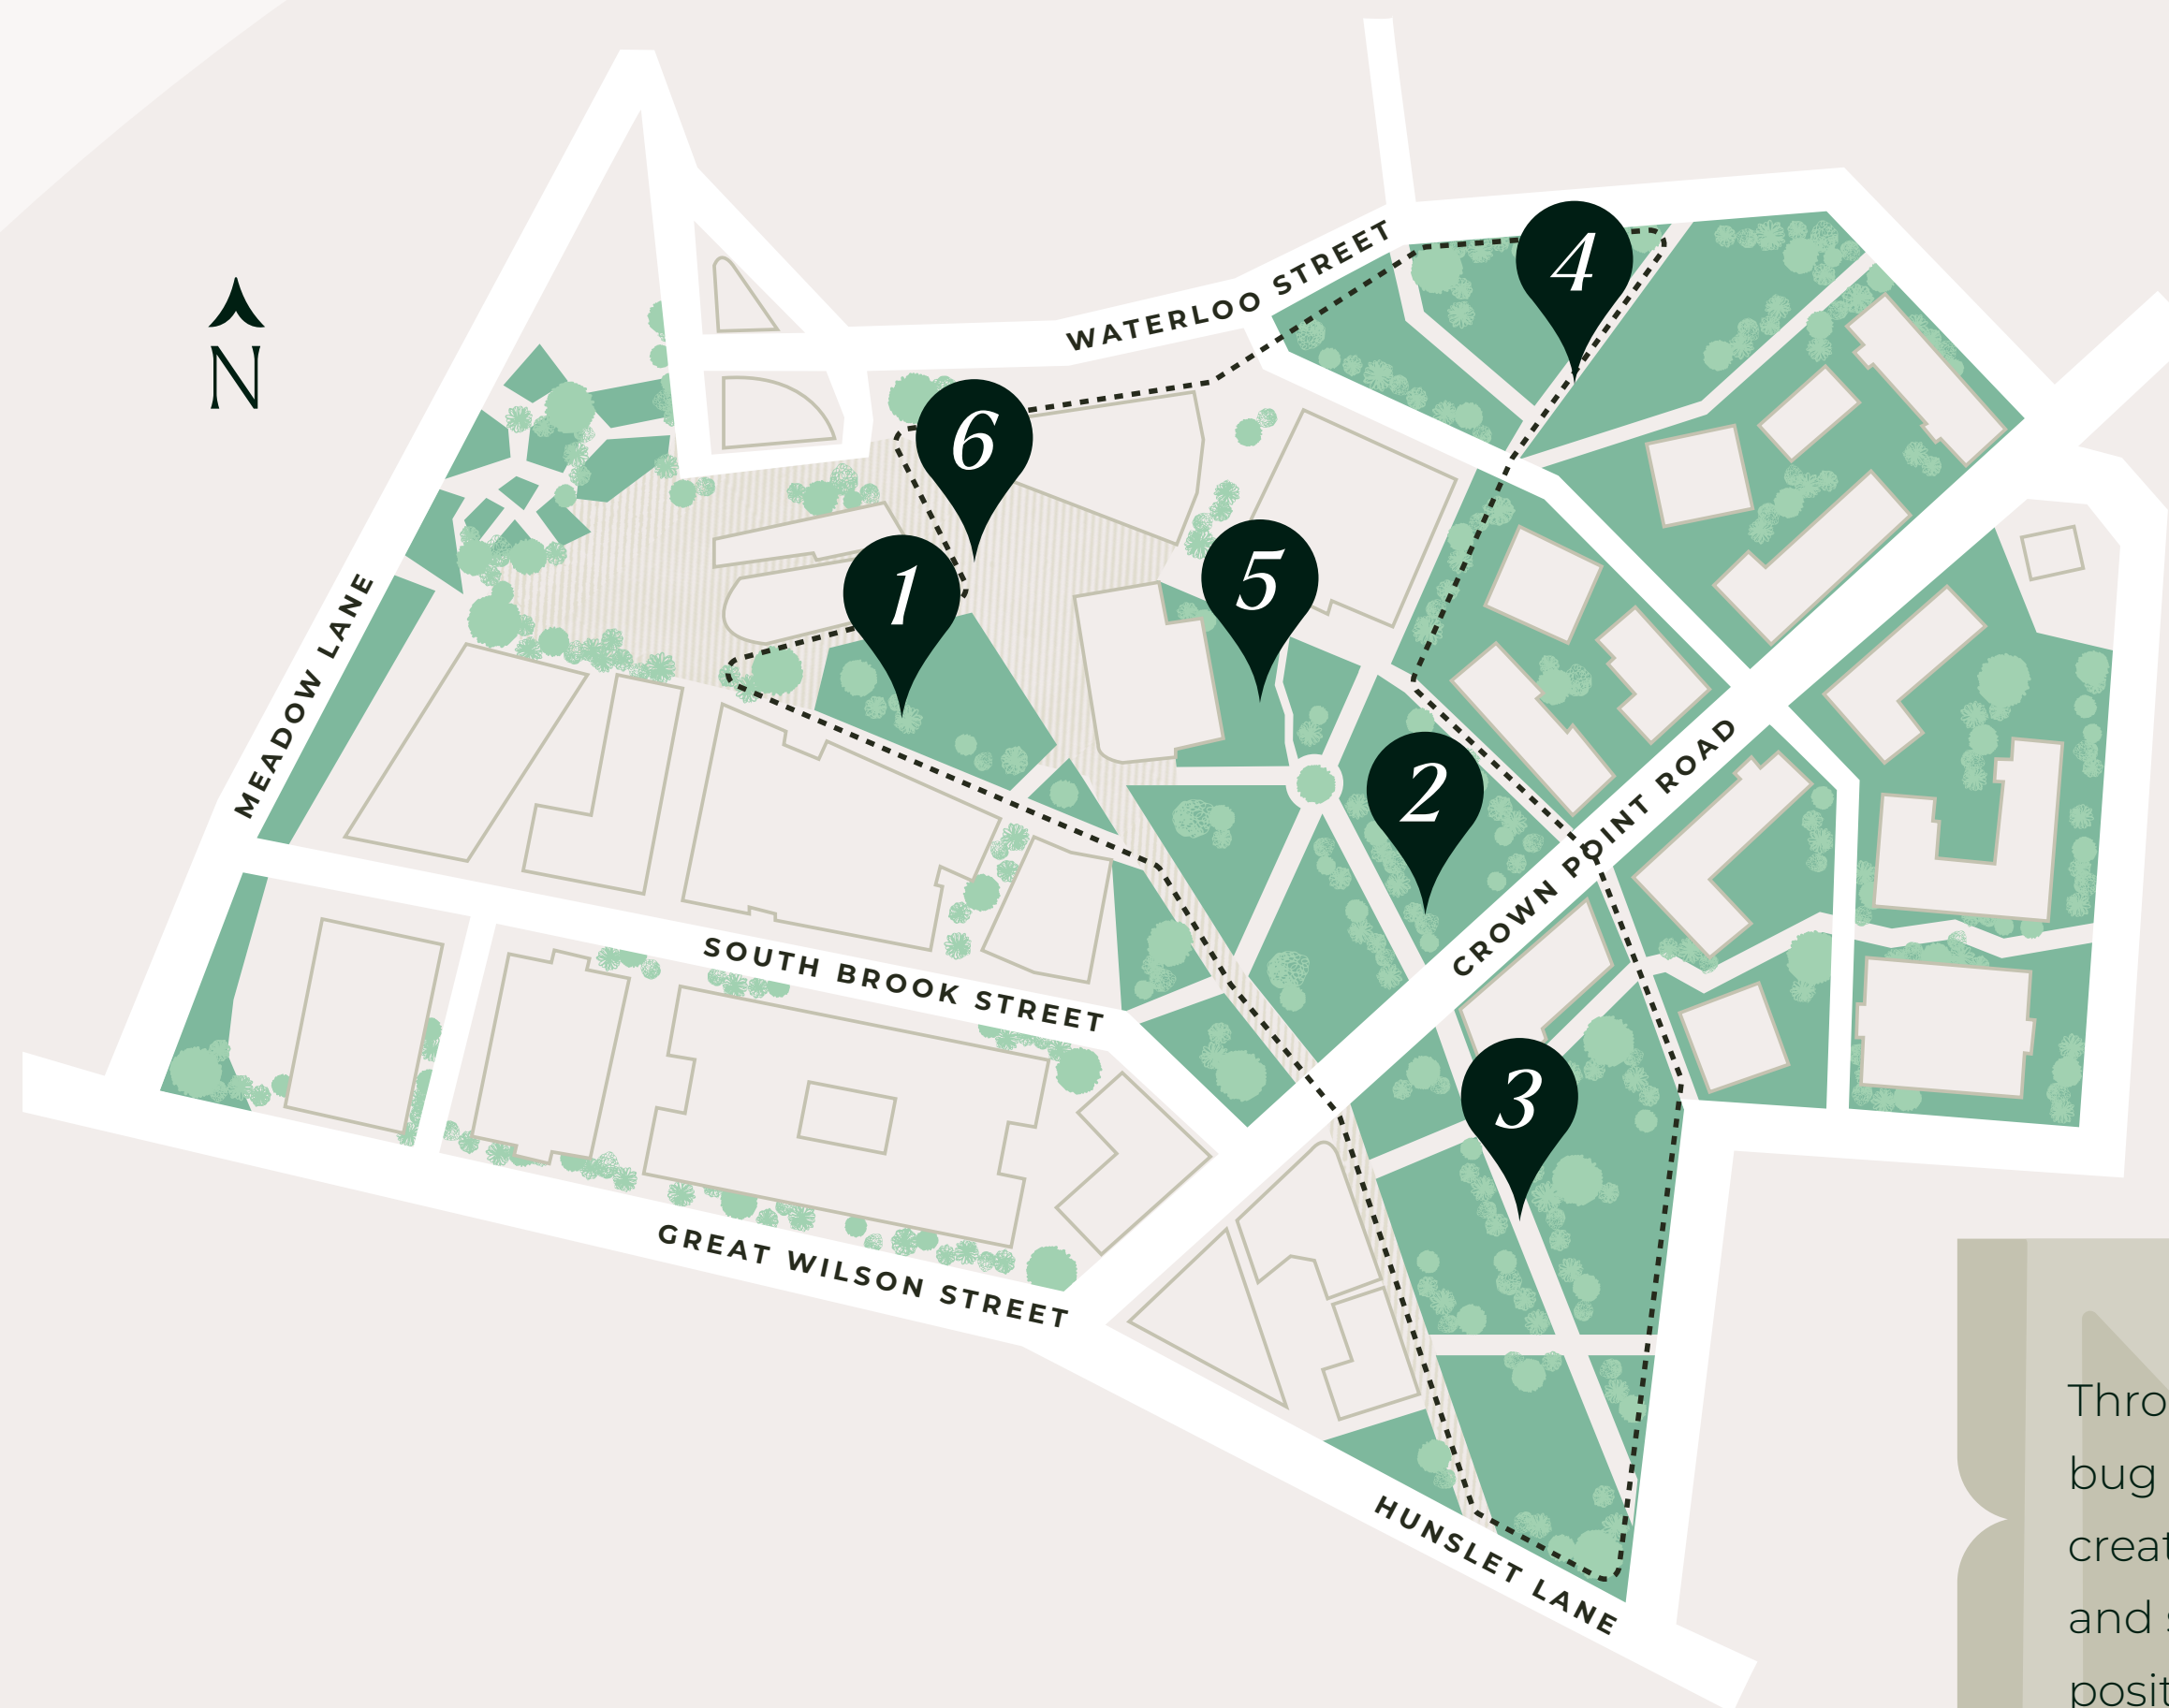 4
WATERLOO STREET
N
6
5
1
MEADOW LANE
2
CROWN POINT ROAD
SOUTH BROOK STREET
3
GREAT WILSON STREET
HUNSLET LANE
Thro
bug
creat
and s
posit